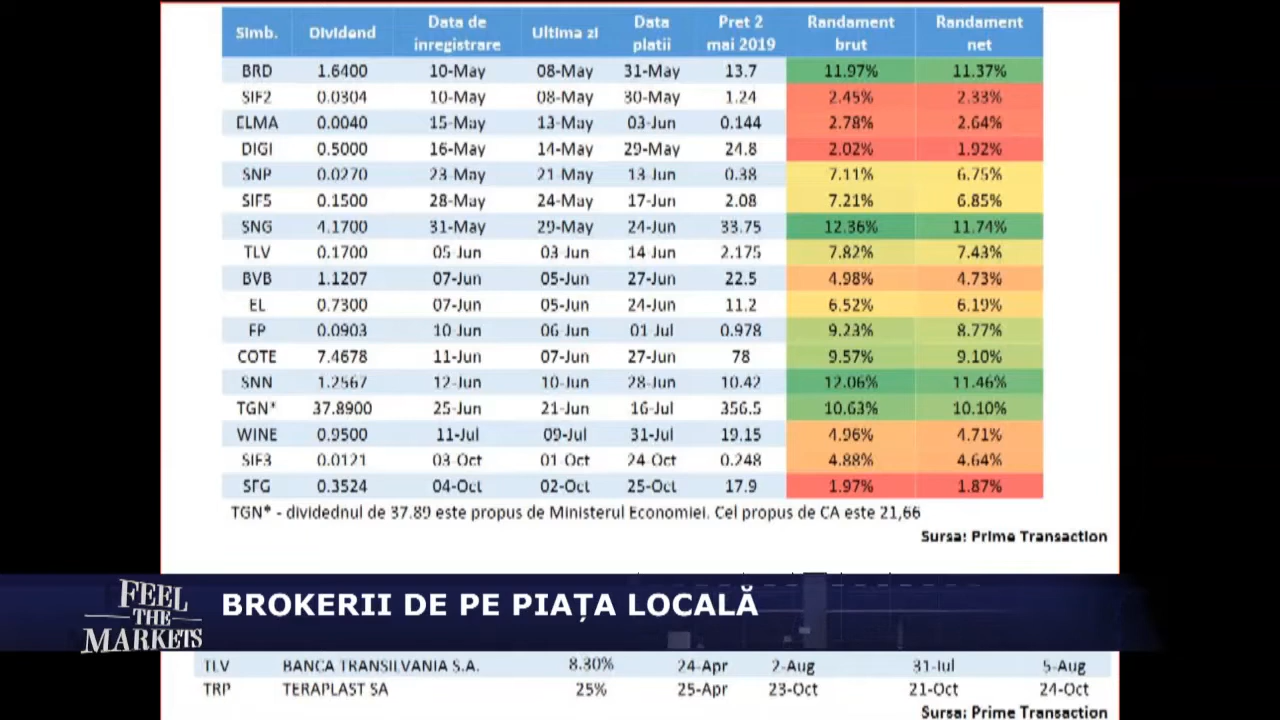 Simb. Dividend Data de inregistrare Ultima zi Data platii Pret 2 mai 2019 Randament brut Randament net
BRD 1.6400 10-May 08-May 31-May 13.7 11.97% 11.37%
SIF2 0.0304 10-May 08-May 30-May 1.24 2.45% 2.33%
ELMA 0.0040 15-May 13-May 03-Jun 0.144 2.78% 2.64%
DIGI 0.5000 16-May 14-May 29-May 24.8 2.02% 1.92%
SNP 0.0270 23-May 21-May 13-Jun 0.38 7.11% 6.75%
SIF5 0.1500 28-May 24-May 17-Jun 2.08 7.21% 6.85%
SNG 4.1700 31-May 29-May 24-Jun 33.75 12.36% 11.74%
TLV 0.1700 05-Jun 03-Jun 14-Jun 2.175 7.82% 7.43%
BVB 1.1207 07-Jun 05-Jun 27-Jun 22.5 4.98% 4.73%
EL 0.7300 07-Jun 05-Jun 24-Jun 11.2 6.52% 6.19%
FP 0.0903 10-Jun 06-Jun 01-Jul 0.978 9.23% 8.77%
COTE 7.4678 11-Jun 07-Jun 27-Jun 78 9.57% 9.10%
SNN 1.2567 12-Jun 10-Jun 28-Jun 10.42 12.06% 11.46%
TGN* 37.8900 25-Jun 21-Jun 16-Jul 356.5 10.63% 10.10%
WINE 0.9500 11-Jul 09-Jul 31-Jul 19.15 4.96% 4.71%
SIF3 0.0121 03-Oct 01-Oct 24-Oct 0.248 4.88% 4.64%
SFG 0.3524 04-Oct 02-Oct 25-Oct 17.9 1.97% 1.87%
TGN* - dividednul de 37.89 este propus de Ministerul Economiei. Cel propus de CA este 21,66
Sursa: Prime Transaction
FEEL
THE
MARKETS
BROKERII DE PE PIAȚA LOCALĂ
TLV BANCA TRANSILVANIA S.A. 8.30% 24-Apr 2-Aug 31-Jul 5-Aug
TRP TERAPLAST SA 25% 25-Apr 23-Oct 21-Oct 24-Oct
Sursa: Prime Transaction